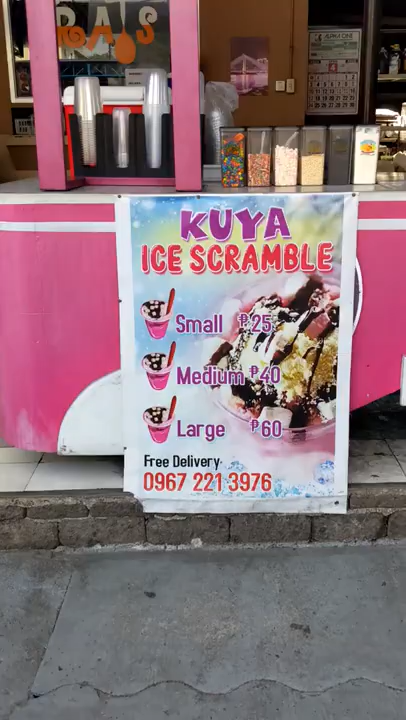 KUYA
ICE SCRAMBLE
Small ₱25
Medium ₱40
Large ₱60
Free Delivery
0967 221 3976